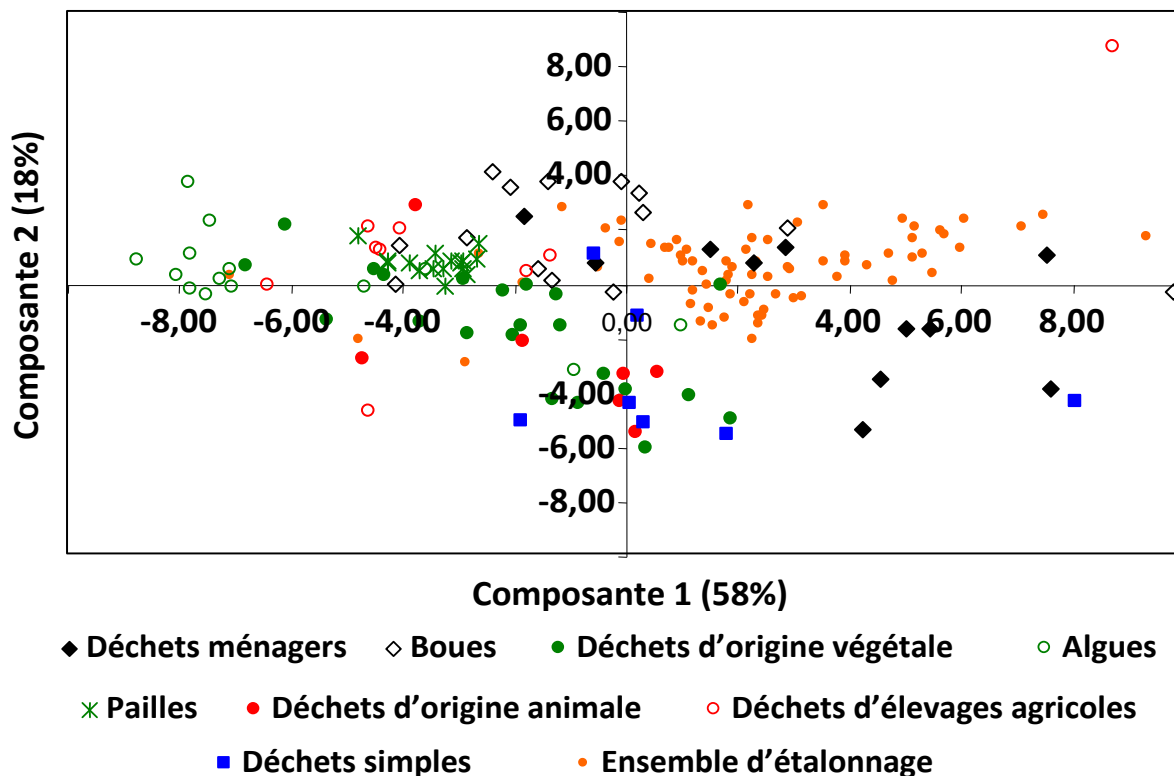 8,00
6,00
4,00
-8,00 -6,00 -4,00 0,00 4,00 6,00 8,00
-4,00
-6,00
-8,00
Composante 2 (18%)
Composante 1 (58%)
Déchets ménagers Boues Déchets d'origine végétale Algues
Pailles Déchets d'origine animale Déchets d'élevages agricoles
Déchets simples Ensemble d'étalonnage